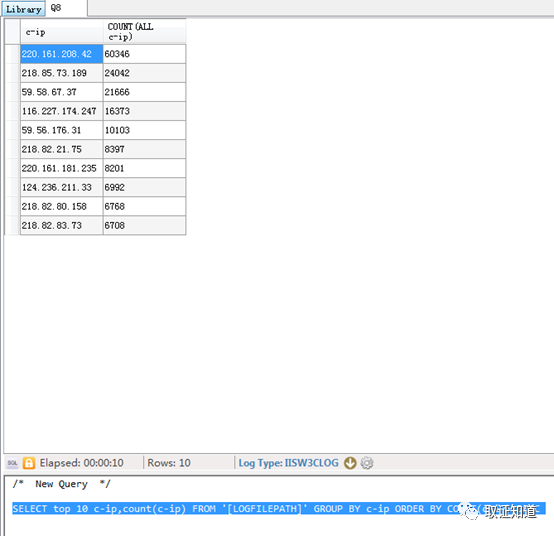 Library Q8
c-ip COUNT(ALL c-ip)
220.161.208.42 60346
218.85.73.189 24042
59.58.67.37 21666
116.227.174.247 16373
59.56.176.31 10103
218.82.21.75 8397
220.161.181.235 8201
124.236.211.33 6992
218.82.80.158 6768
218.82.83.73 6708
SQL Elapsed: 00:00:10 Rows: 10 Log Type: IISW3CLOG
/* New Query */
SELECT top 10 c-ip,count(c-ip) FROM '[LOGFILEPATH]' GROUP BY c-ip ORDER BY
取证知道